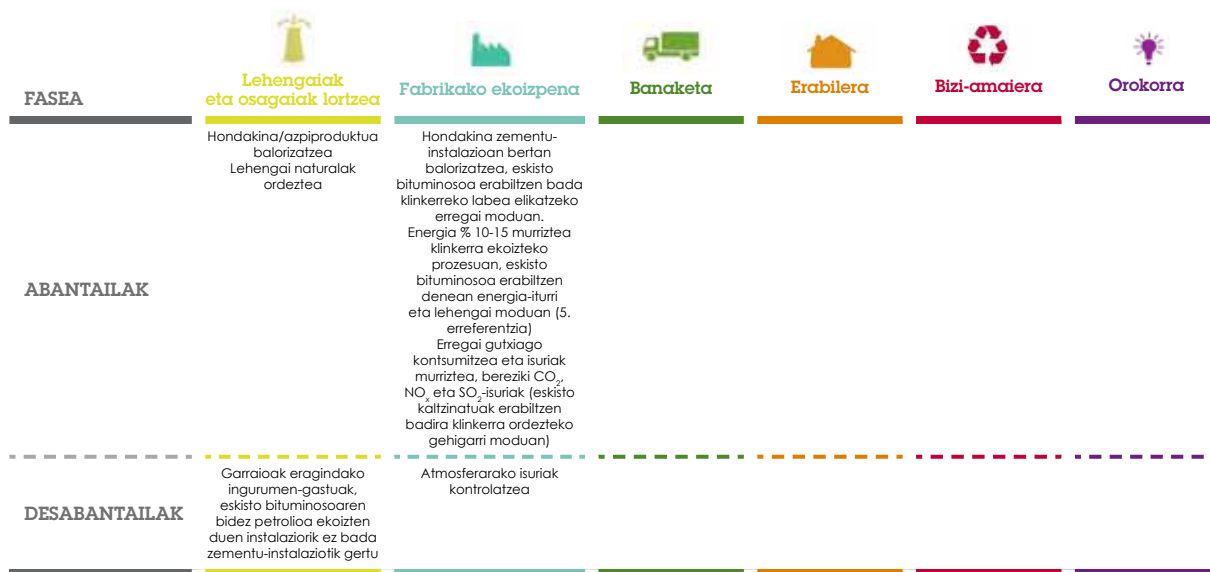 FASEA
Lehengaiak
eta osagaiak lortzea
Fabrikako ekoizpena
Banaketa
Erabilera
Bizi-amaiera
Orokorra
ABANTAILAK
Hondakina/azpiproduktua
balorizatzea
Lehengai naturalak
ordeztea
Hondakina zementu-
instalazioan bertan
balorizatzea, eskisto
bituminosoa erabiltzen bada
klinkerreko labea elikatzeko
erregai moduan.
Energia % 10-15 murriztea
klinkerra ekoizteko
prozesuan, eskisto
bituminosoa erabiltzen
denean energia-iturri
eta lehengai moduan (5.
erreferentzia)
Erregai gutxiago
kontsumitzea eta isuriak
murriztea, bereziki CO₂,
NOₓ eta SO₂-isuriak (eskisto
kaltzinatuak erabiltzen
badira klinkerra ordezteko
gehigarri moduan)
DESABANTAILAK
Garraioak eragindako
ingurumen-gastuak,
eskisto bituminosoaren
bidez petrolioa ekoizten
duen instalaziorik ez bada
zementu-instalaziotik gertu
Atmosferarako isuriak
kontrolatzea